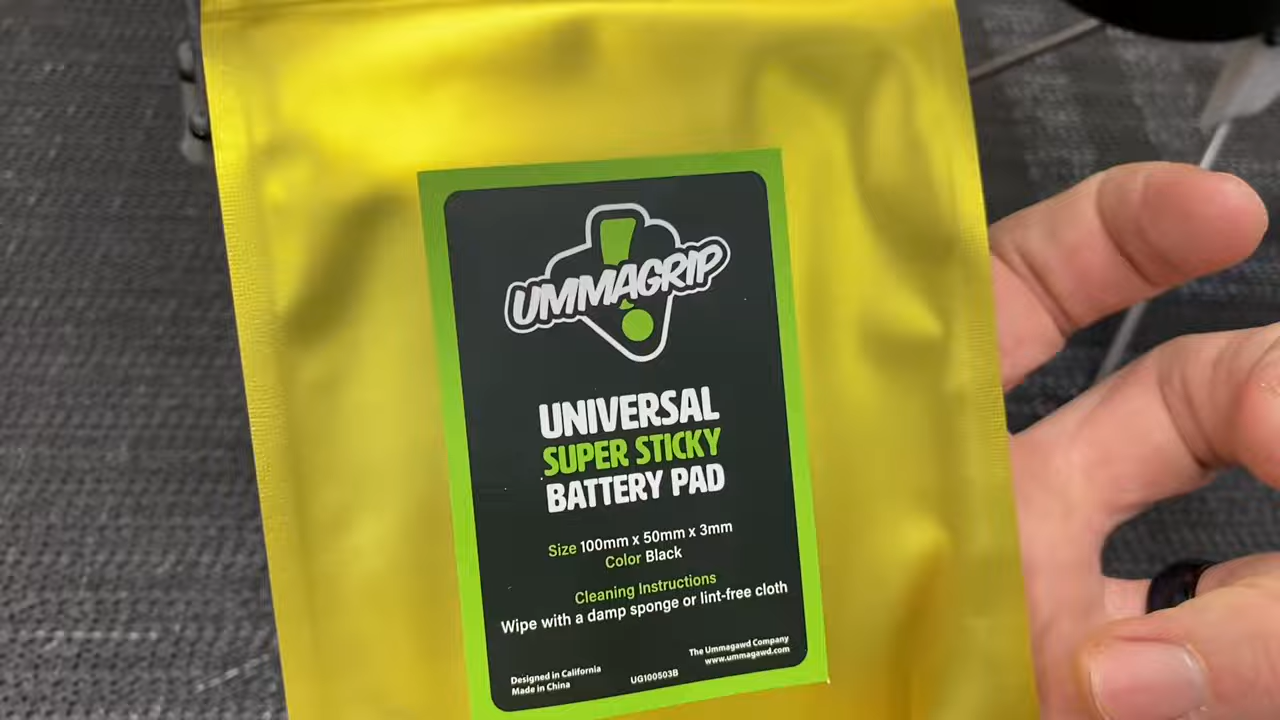 UMMAGRIP
UNIVERSAL
SUPER STICKY
BATTERY PAD
Size 100mm x 50mm x 3mm
Color Black
Cleaning Instructions
Wipe with a damp sponge or lint-free cloth
Designed in California
Made in China
UG100503B
The Ummagawd Company
www.ummagawd.com